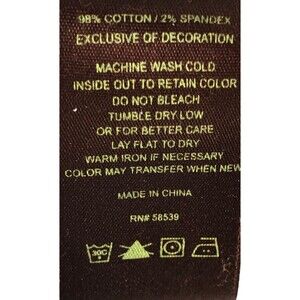 98% COTTON / 2% SPANDEX
EXCLUSIVE OF DECORATION
MACHINE WASH COLD
INSIDE OUT TO RETAIN COLOR
DO NOT BLEACH
TUMBLE DRY LOW
OR FOR BETTER CARE
LAY FLAT TO DRY
WARM IRON IF NECESSARY
COLOR MAY TRANSFER WHEN NEW
MADE IN CHINA
RN# 58539
30C